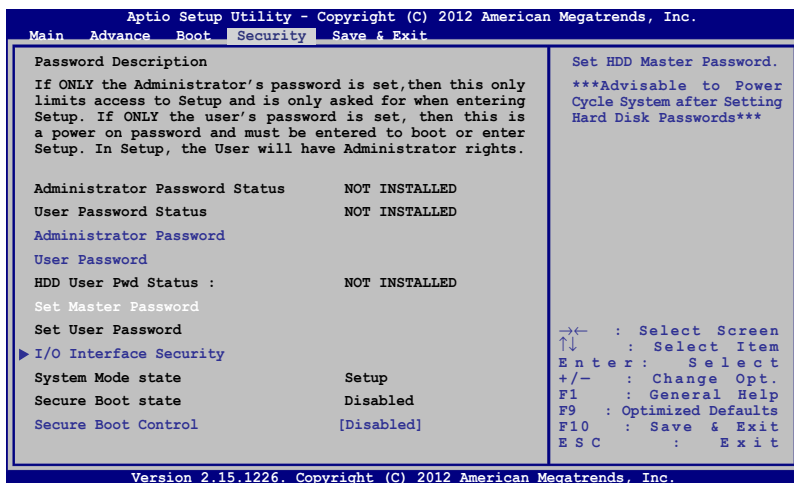 Aptio Setup Utility - Copyright (C) 2012 American Megatrends, Inc.
Main Advance Boot Security Save & Exit
Password Description
If ONLY the Administrator's password is set,then this only
limits access to Setup and is only asked for when entering
Setup. If ONLY the user's password is set, then this is
a power on password and must be entered to boot or enter
Setup. In Setup, the User will have Administrator rights.
Administrator Password Status NOT INSTALLED
User Password Status NOT INSTALLED
Administrator Password
User Password
HDD User Pwd Status : NOT INSTALLED
Set Master Password
Set User Password
I/O Interface Security
System Mode state Setup
Secure Boot state Disabled
Secure Boot Control [Disabled]
Set HDD Master Password.
***Advisable to Power
Cycle System after Setting
Hard Disk Passwords***
→← : Select Screen
↑↓ : Select Item
Enter: Select
+/— : Change Opt.
F1 : General Help
F9 : Optimized Defaults
F10 : Save & Exit
ESC : Exit
Version 2.15.1226. Copyright (C) 2012 American Megatrends, Inc.